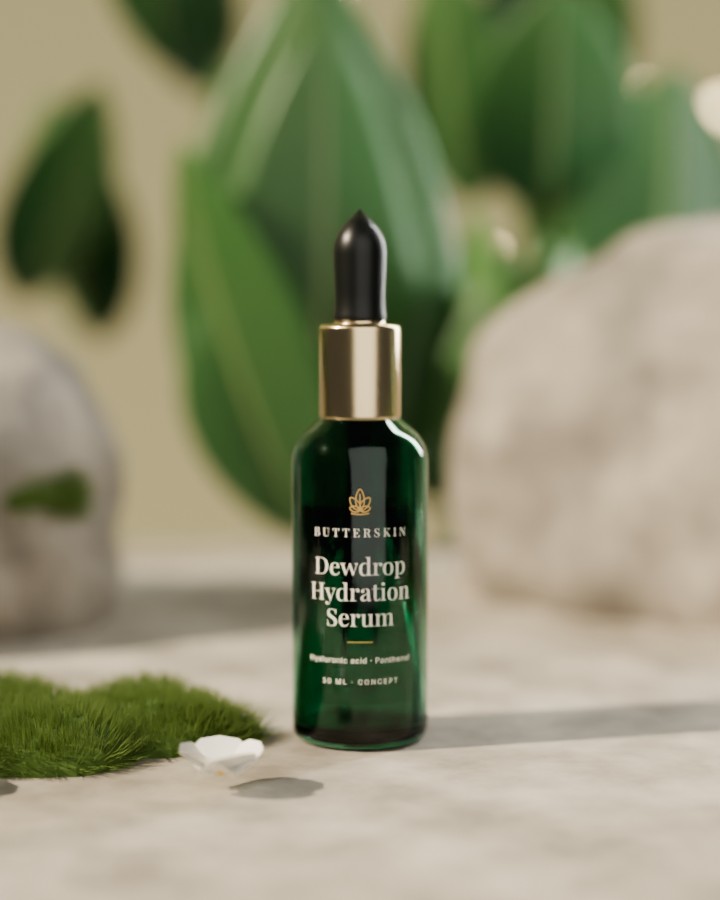 BUTTERSKIN
Dewdrop
Hydration
Serum
Hyaluronic acid · Panthenol
50 ML · CONCEPT